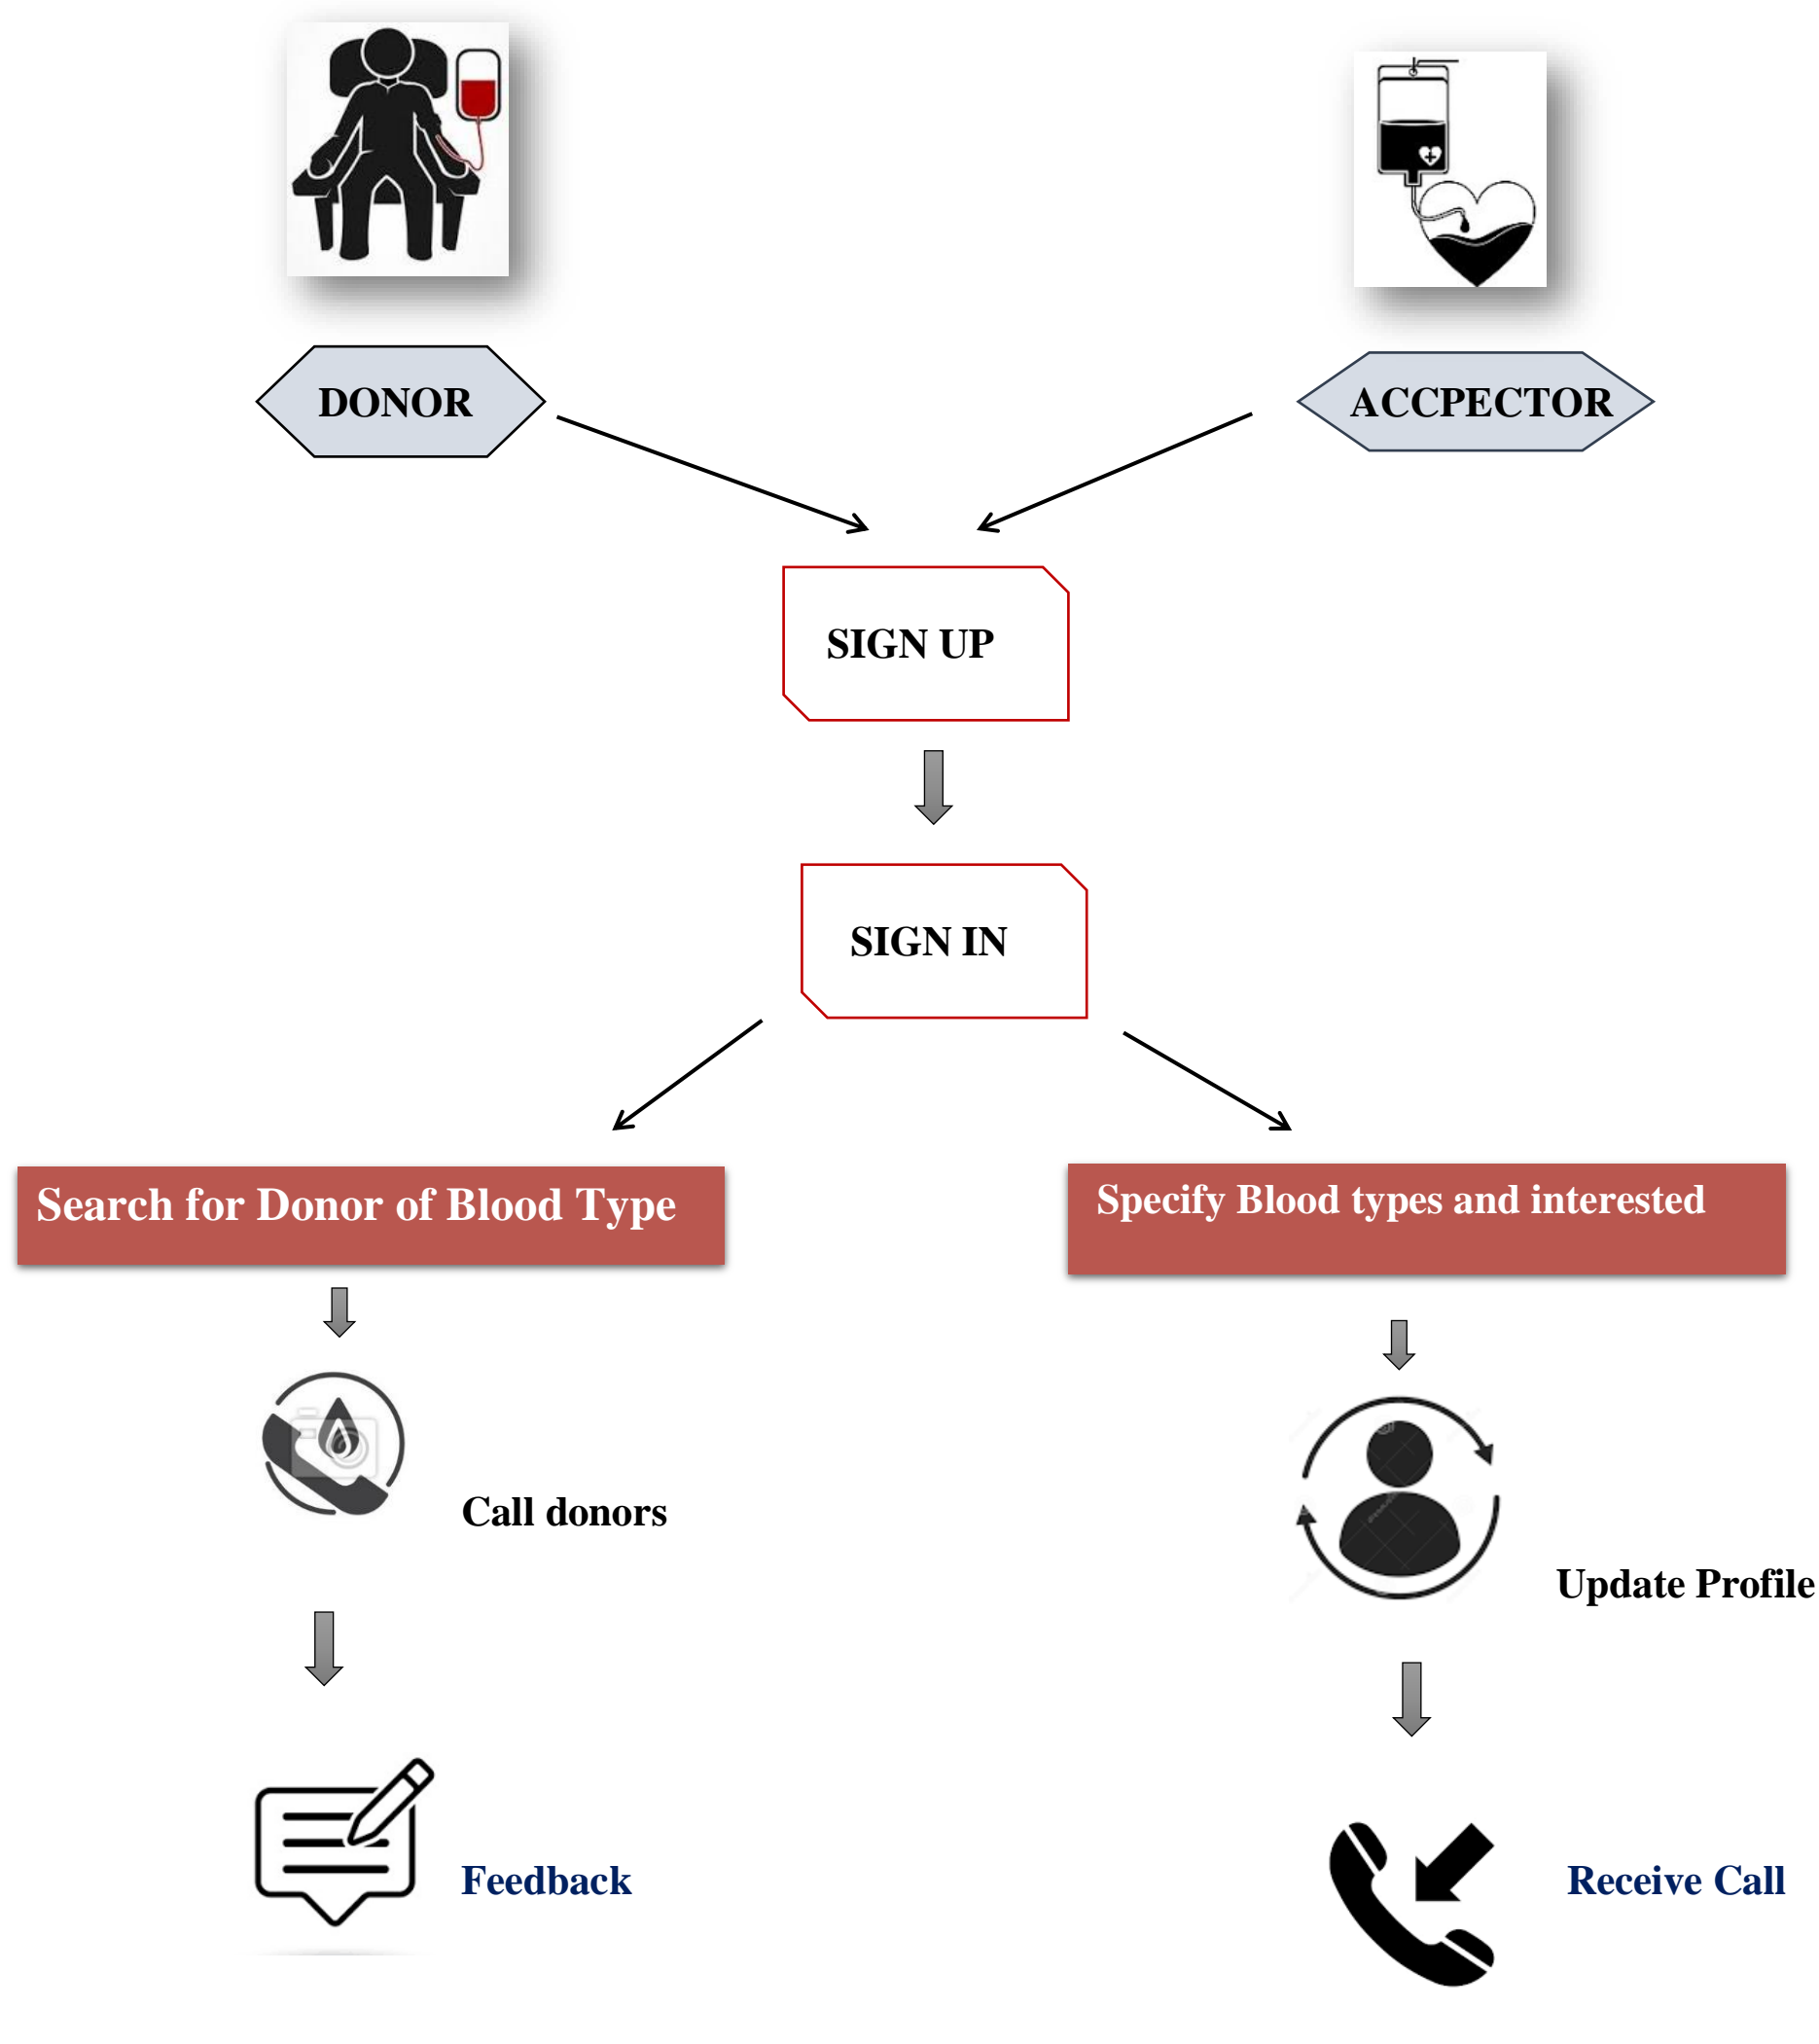 DONOR
ACCPECTOR
SIGN UP
SIGN IN
Search for Donor of Blood Type
Specify Blood types and interested
Call donors
Update Profile
Feedback
Receive Call